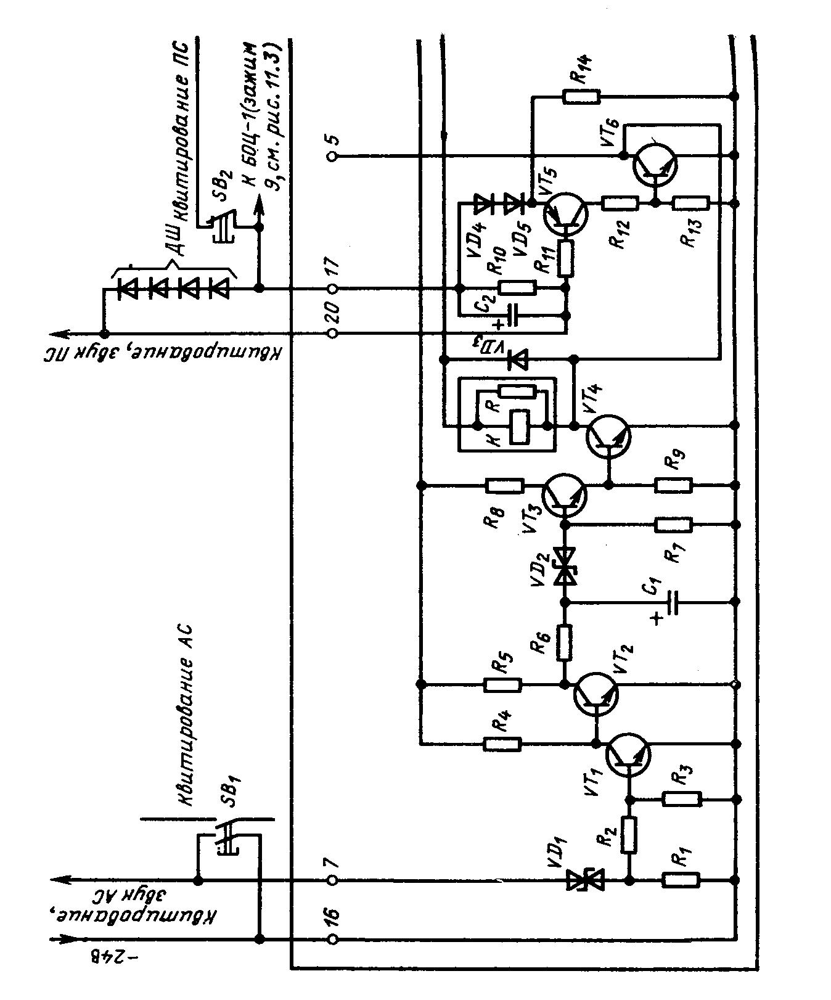 Квитирование ПС
SB2
К БОЦ-1(зажим
9, см. рис. 11.3)
ДШ
Квитирование, звук ПС
5
17
20
R14
VT6
VT5
VD4
VD5
R10
R11
R12
R13
C2
+
VD3
R
К
VT4
R8
VT3
R9
R7
VD2
C1
+
R6
R5
VT2
R4
VT1
R3
R2
VD1
R1
Квитирование АС
SB1
7
16
Квитирование,
звук АС
-24В